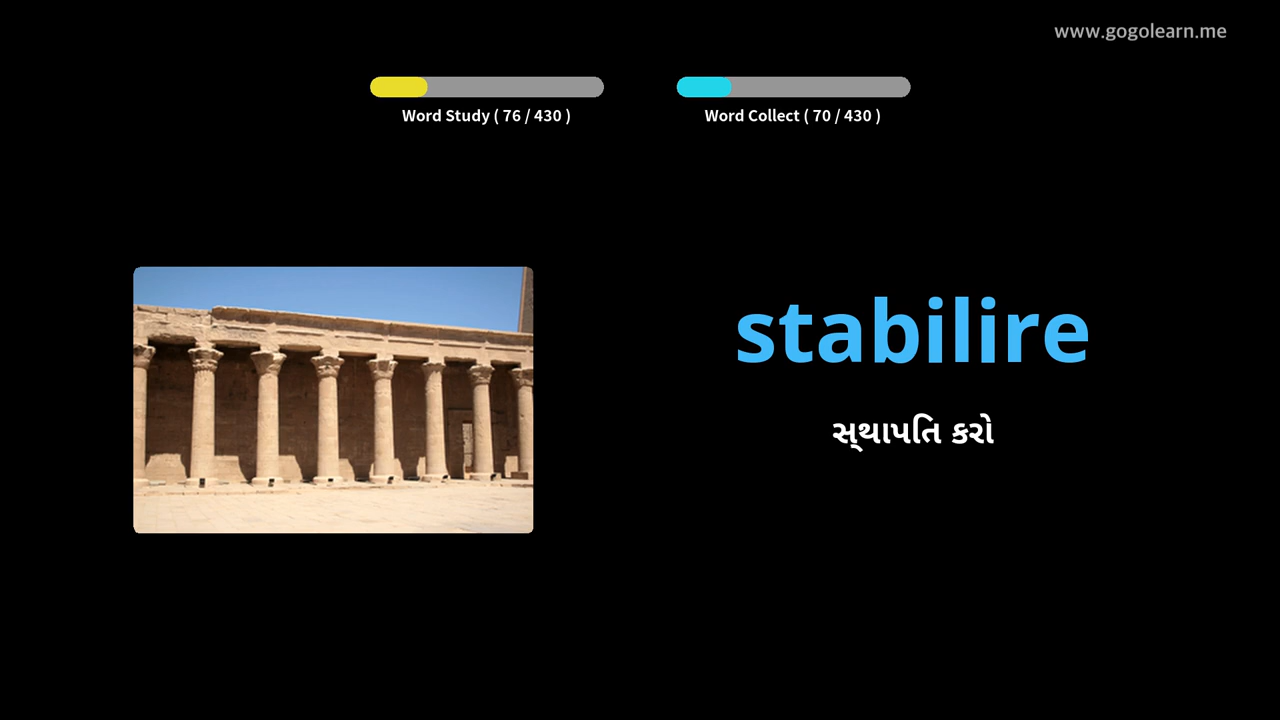 www.gogolearn.me
Word Study ( 76 / 430 )
Word Collect ( 70 / 430 )
stabilire
સ્થાપતિ કરો